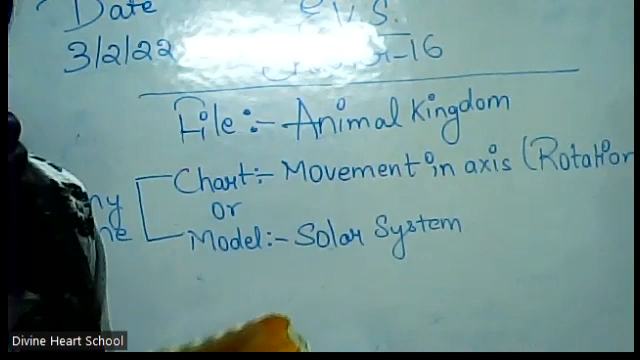 Date E.V.S.
3/2/22 -16
File:- Animal Kingdom
Chart:- Movement in axis (Rotation
or
Model:- Solar System
Divine Heart School